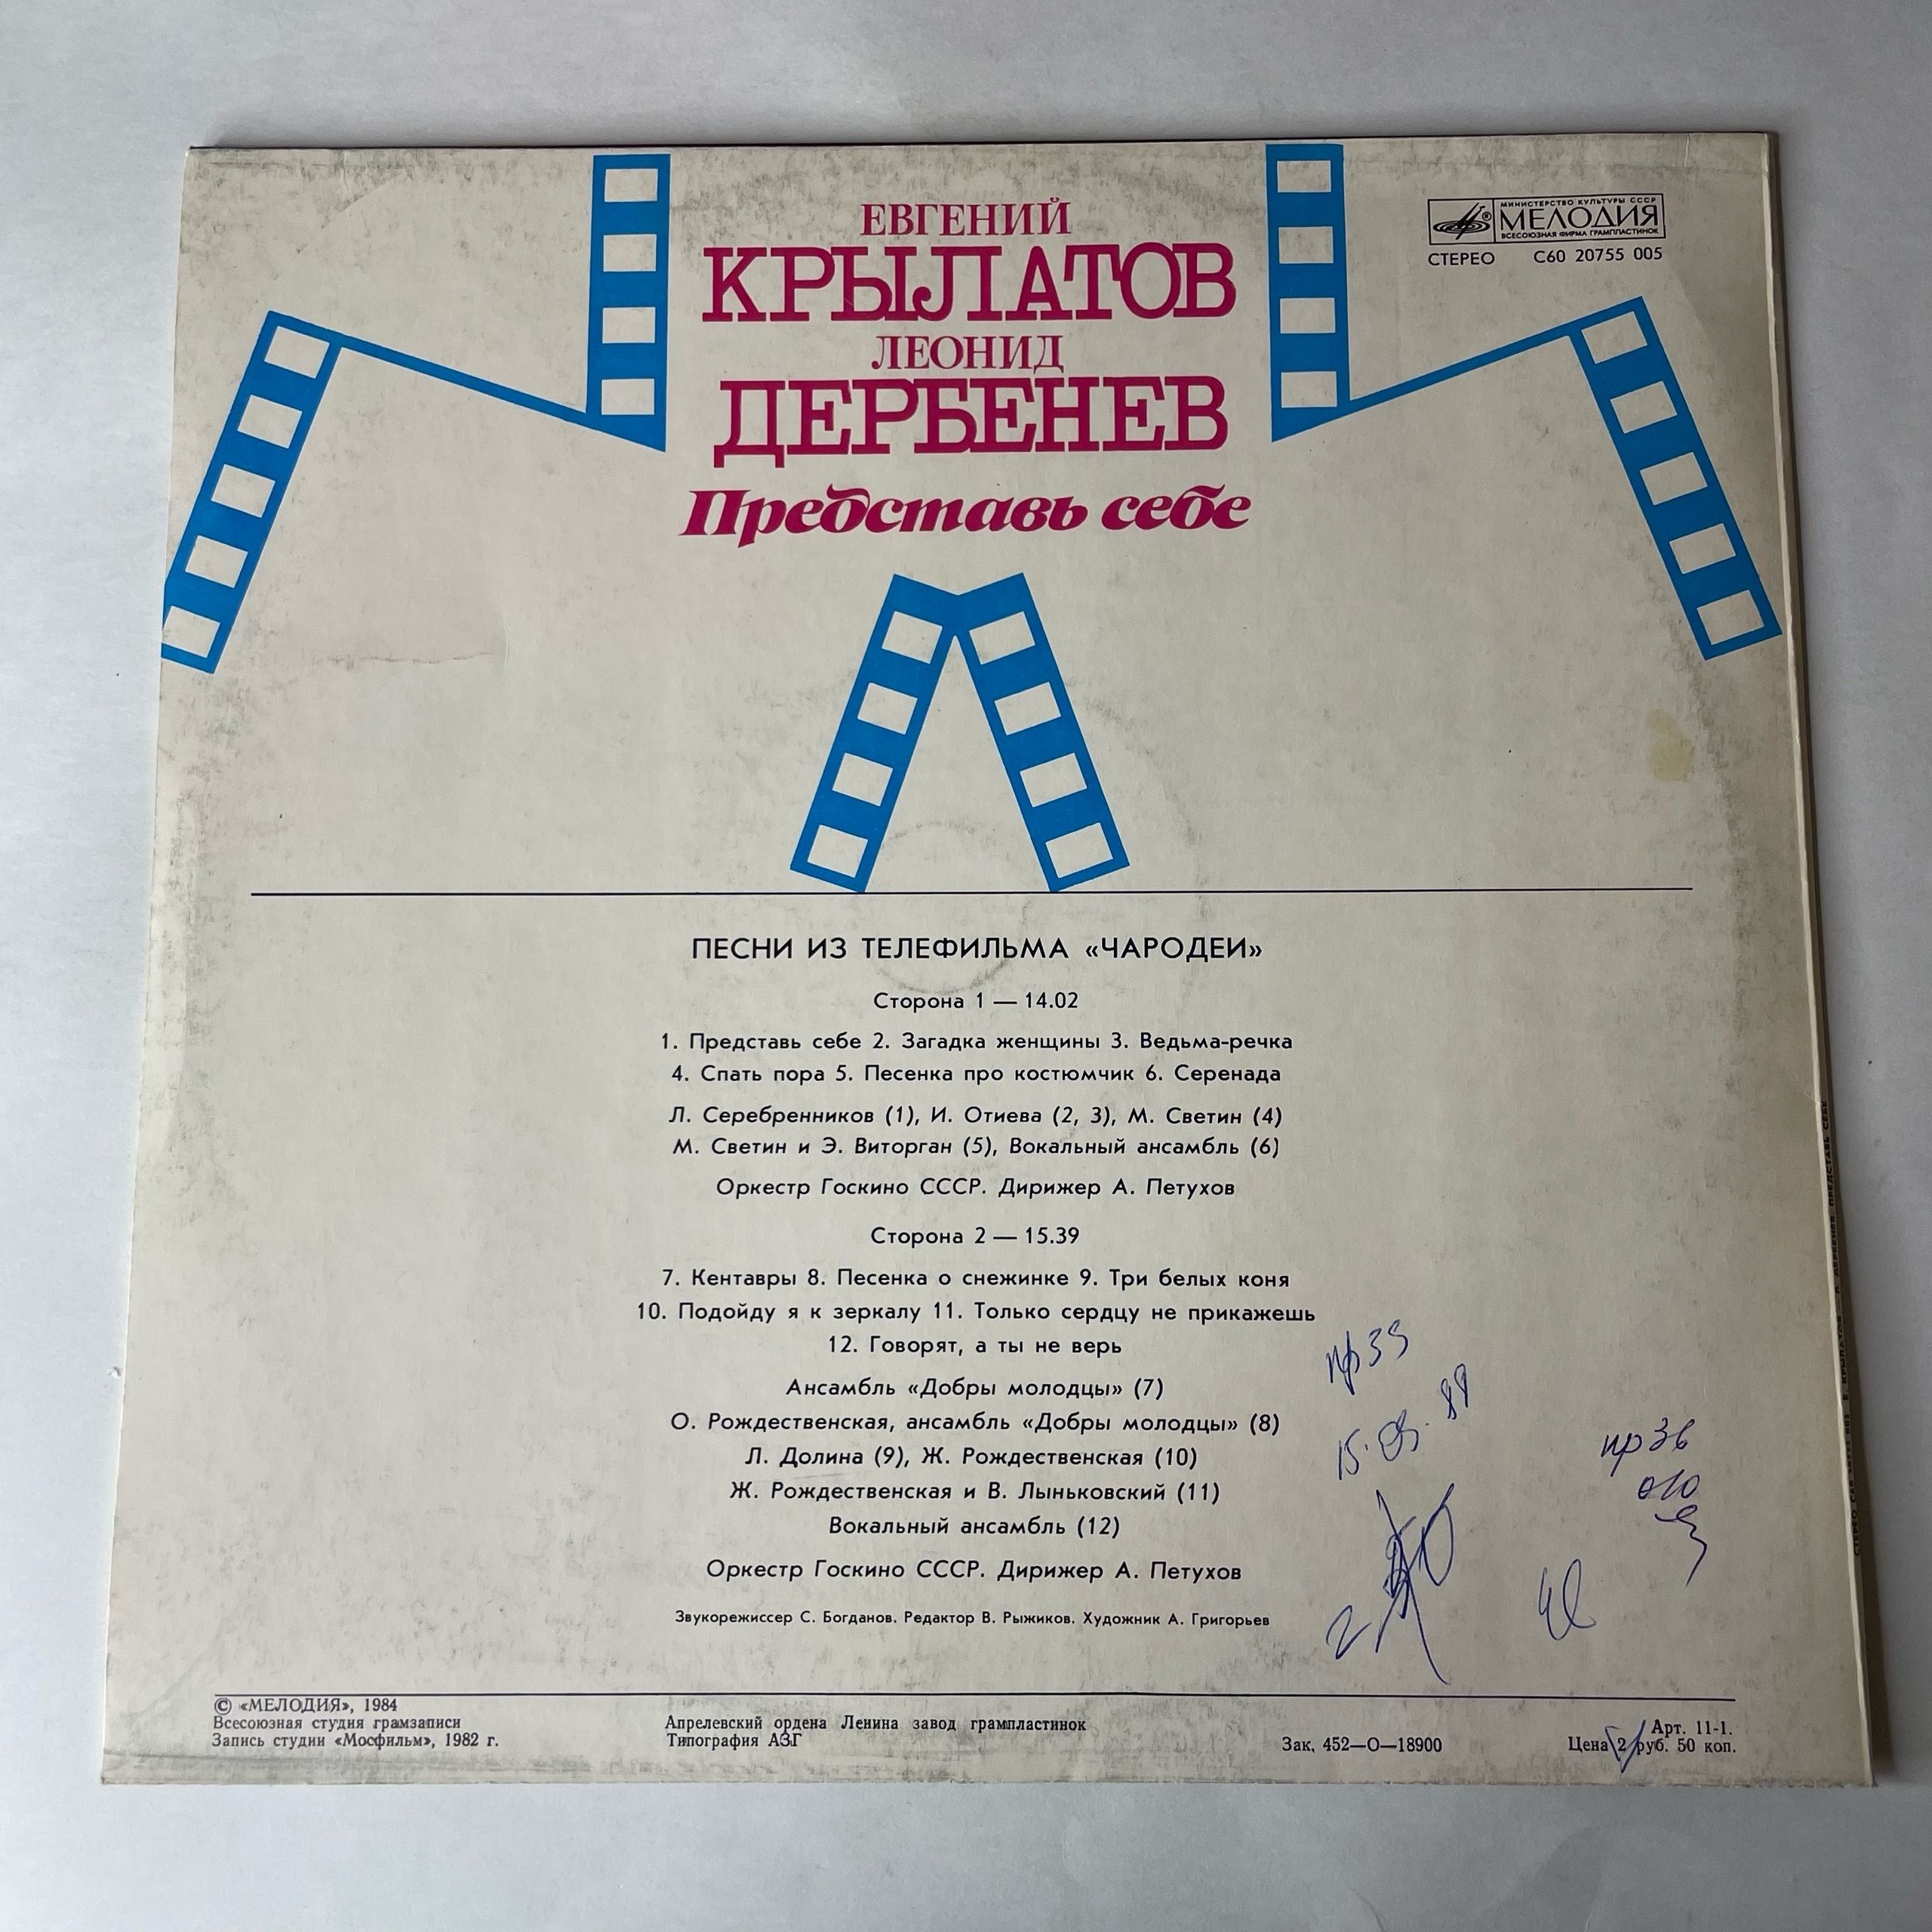 ЕВГЕНИЙ
КРЫЛАТОВ
ЛЕОНИД
ДЕРБЕНЕВ
Представь себе
МИНИСТЕРСТВО КУЛЬТУРЫ СССР
МЕЛОДИЯ
ВСЕСОЮЗНАЯ ФИРМА ГРАМПЛАСТИНОК
СТЕРЕО С60 20755 005
ПЕСНИ ИЗ ТЕЛЕФИЛЬМА «ЧАРОДЕИ»
Сторона 1 — 14.02
1. Представь себе 2. Загадка женщины 3. Ведьма-речка
4. Спать пора 5. Песенка про костюмчик 6. Серенада
Л. Серебренников (1), И. Отиева (2, 3), М. Светин (4)
М. Светин и Э. Виторган (5), Вокальный ансамбль (6)
Оркестр Госкино СССР. Дирижер А. Петухов
Сторона 2 — 15.39
7. Кентавры 8. Песенка о снежинке 9. Три белых коня
10. Подойду я к зеркалу 11. Только сердцу не прикажешь
12. Говорят, а ты не верь
Ансамбль «Добры молодцы» (7)
О. Рождественская, ансамбль «Добры молодцы» (8)
Л. Долина (9), Ж. Рождественская (10)
Ж. Рождественская и В. Лыньковский (11)
Вокальный ансамбль (12)
Оркестр Госкино СССР. Дирижер А. Петухов
Звукорежиссер С. Богданов. Редактор В. Рыжиков. Художник А. Григорьев
пр 36
© «МЕЛОДИЯ», 1984
Всесоюзная студия грамзаписи
Запись студии «Мосфильм», 1982 г.
Апрелевский ордена Ленина завод грампластинок
Типография АЗГ
Зак. 452—О—18900
Арт. 11-1.
Цена 2 руб. 50 коп.